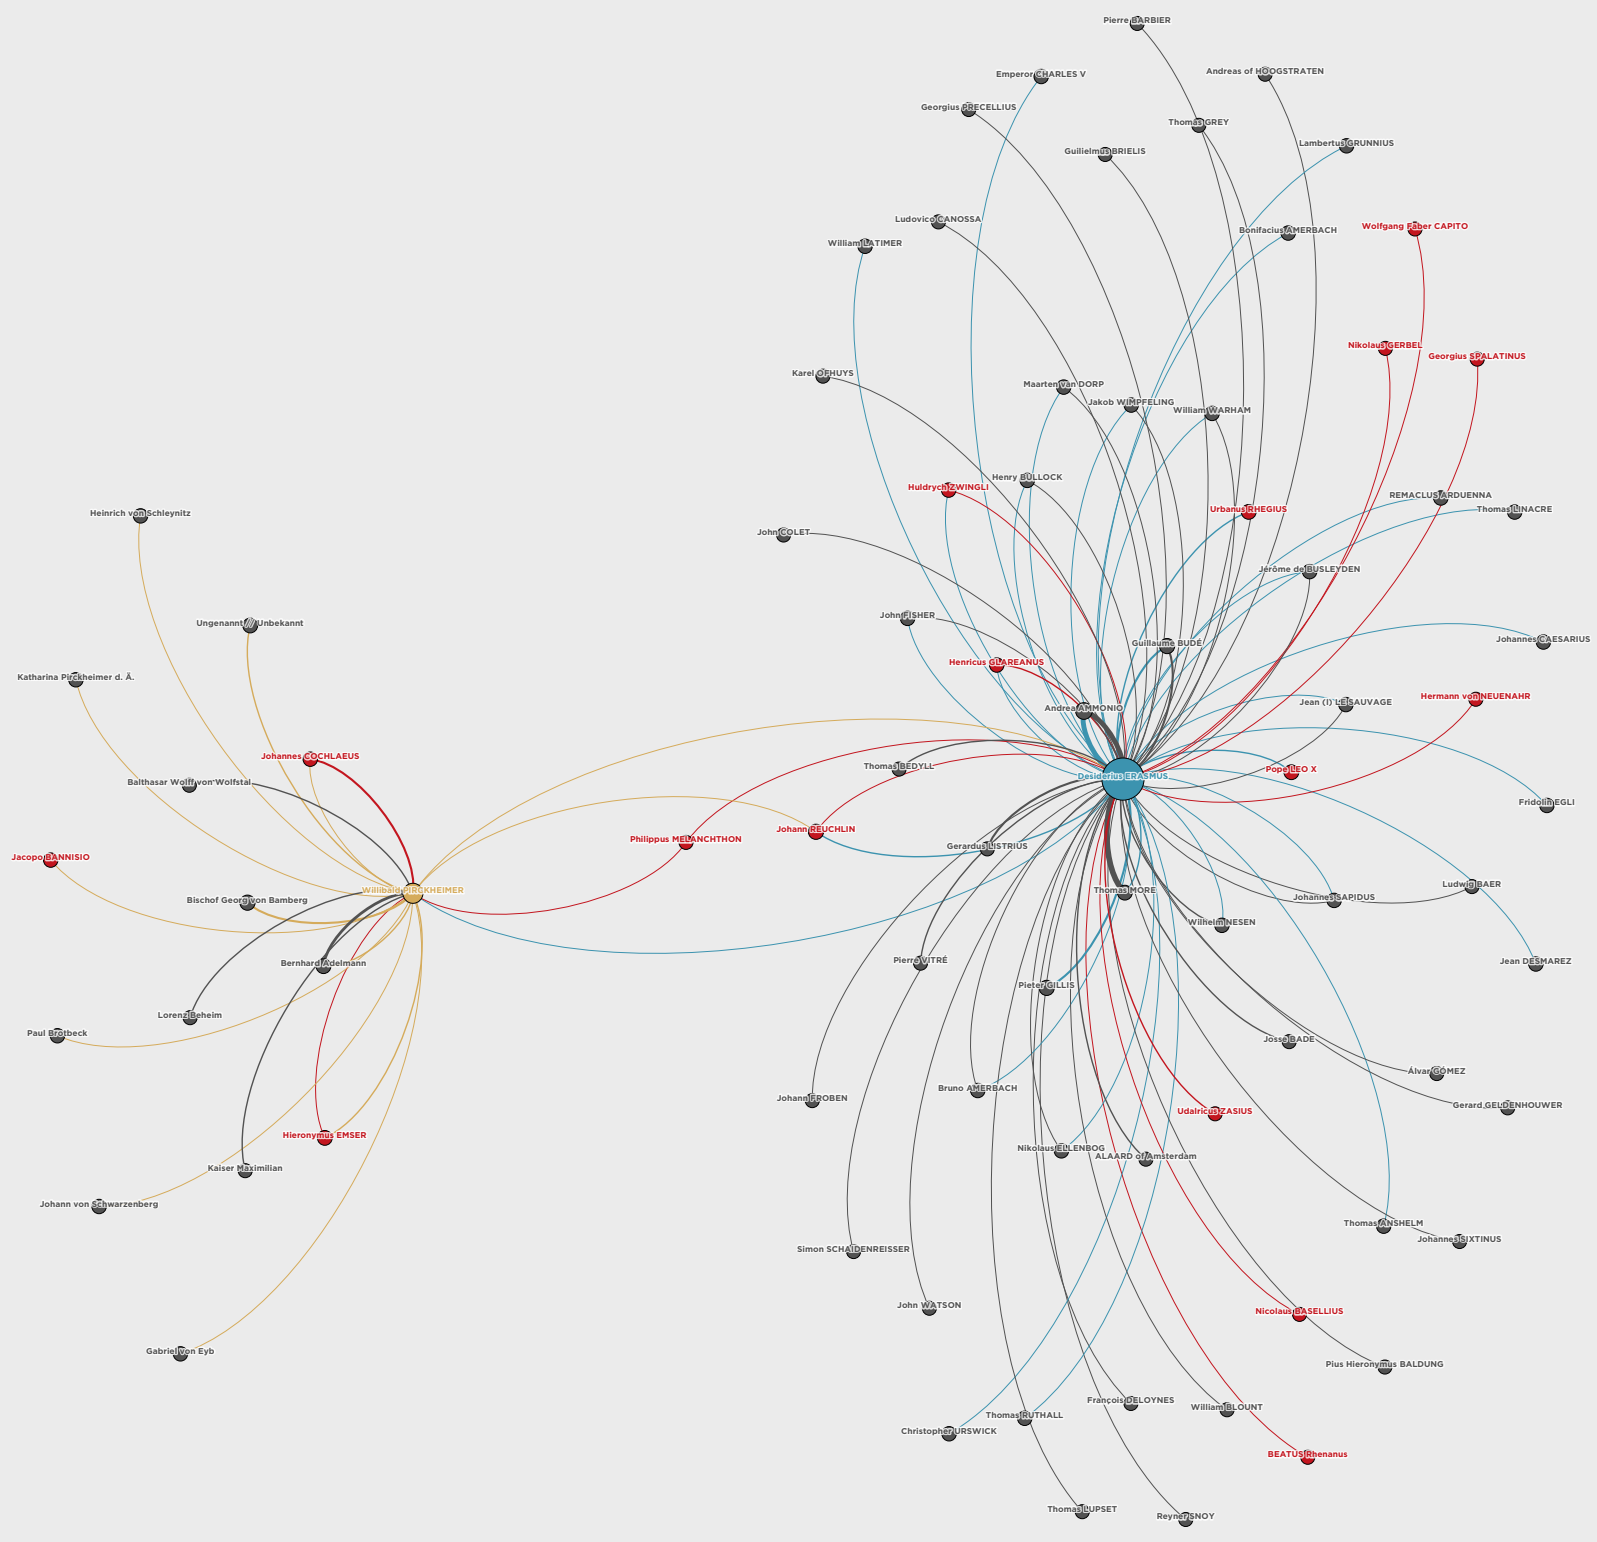 Pierre BARBIER
Andreas of HOOGSTRATEN
Emperor CHARLES V
Georgius PRECELLIUS
Thomas GREY
Lambertus GRUNNIUS
Guilielmus BRIELIS
Ludovico CANOSSA
Wolfgang Faber CAPITO
Bonifacius AMERBACH
William LATIMER
Nikolaus GERBEL
Georgius SPALATINUS
Karel OFHUYS
Maarten van DORP
Jakob WIMPFELING
William WARHAM
Henry BULLOCK
Huldrych ZWINGLI
REMACLUS ARDUENNA
Urbanus RHEGIUS
Thomas LINACRE
Heinrich von Schleynitz
John COLET
Jérôme de BUSLEYDEN
John FISHER
Ungenannt // Unbekannt
Johannes CAESARIUS
Guillaume BUDÉ
Henricus GLAREANUS
Katharina Pirckheimer d. Ä.
Hermann von NEUENAHR
Jean (I) LE SAUVAGE
Andrea AMMONIO
Johannes COCHLAEUS
Thomas BEDYLL
Pope LEO X
Desiderius ERASMUS
Balthasar Wolff von Wolfstal
Fridolin EGLI
Johann REUCHLIN
Philippus MELANCHTHON
Gerardus LISTRIUS
Jacopo BANNISIO
Ludwig BAER
Willibald PIRCKHEIMER
Thomas MORE
Johannes SAPIDUS
Bischof Georg von Bamberg
Wilhelm NESEN
Pierre VITRÉ
Jean DESMAREZ
Bernhard Adelmann
Pieter GILLIS
Lorenz Beheim
Paul Brotbeck
Josse BADE
Álvar GÓMEZ
Bruno AMERBACH
Johann FROBEN
Gerard GELDENHOUWER
Udalricus ZASIUS
Hieronymus EMSER
Nikolaus ELLENBOG
ALAARD of Amsterdam
Kaiser Maximilian
Johann von Schwarzenberg
Thomas ANSHELM
Johannes SIXTINUS
Simon SCHAIDENREISSER
John WATSON
Nicolaus BASELLIUS
Gabriel von Eyb
Pius Hieronymus BALDUNG
François DELOYNES
William BLOUNT
Thomas RUTHALL
Christopher URSWICK
BEATUS Rhenanus
Thomas LUPSET
Reyner SNOY